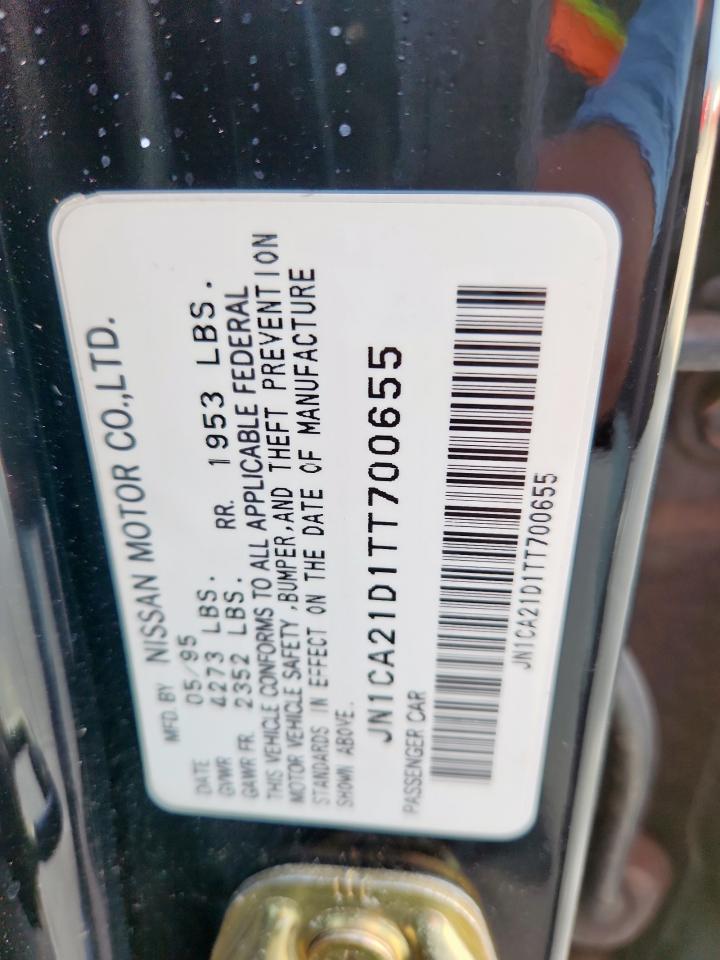 MFD. BY NISSAN MOTOR CO.,LTD.
DATE 05/95
GVWR 4273 LBS.
GAWR FR. 2352 LBS. RR. 1953 LBS.
THIS VEHICLE CONFORMS TO ALL APPLICABLE FEDERAL
MOTOR VEHICLE SAFETY ,BUMPER,AND THEFT PREVENTION
STANDARDS IN EFFECT ON THE DATE OF MANUFACTURE
SHOWN ABOVE.
JN1CA21D1TT700655
PASSENGER CAR
JN1CA21D1TT700655